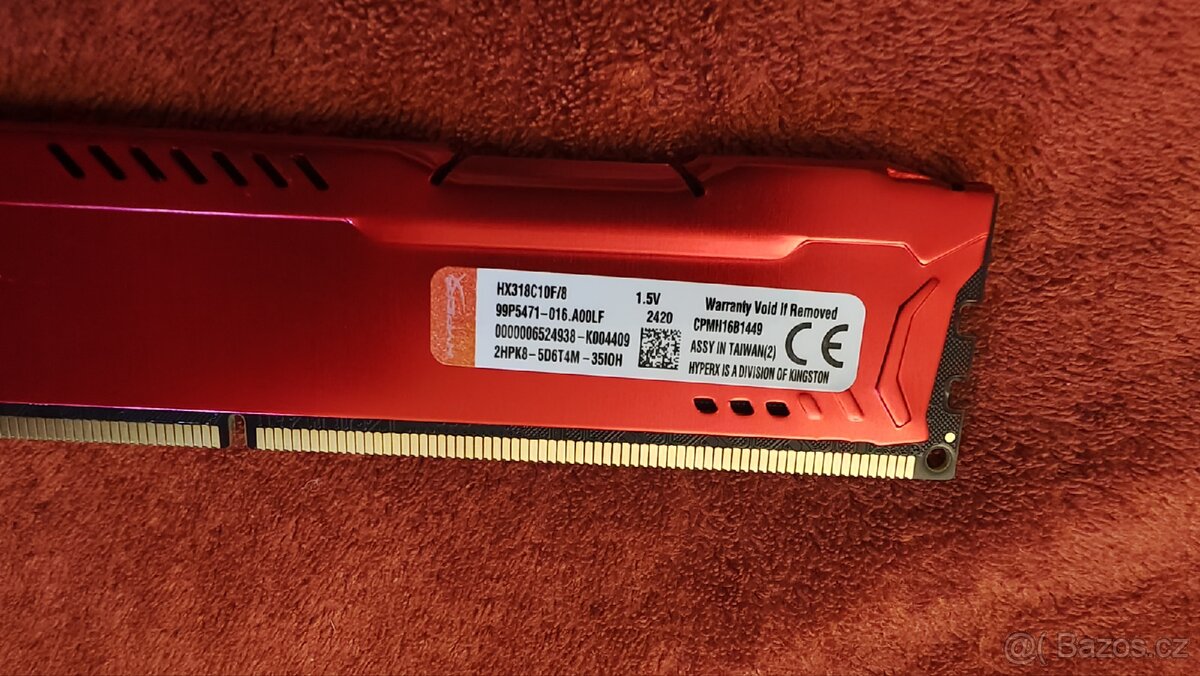 HX318C10F/8
99P5471-016.A00LF
0000006524938-K004409
2HPK8-5D6T4M-35IOH
1.5V
2420
Warranty Void If Removed
CPMH16B1449
ASSY IN TAIWAN(2)
CE
HYPERX IS A DIVISION OF KINGSTON
@( Bazos.cz